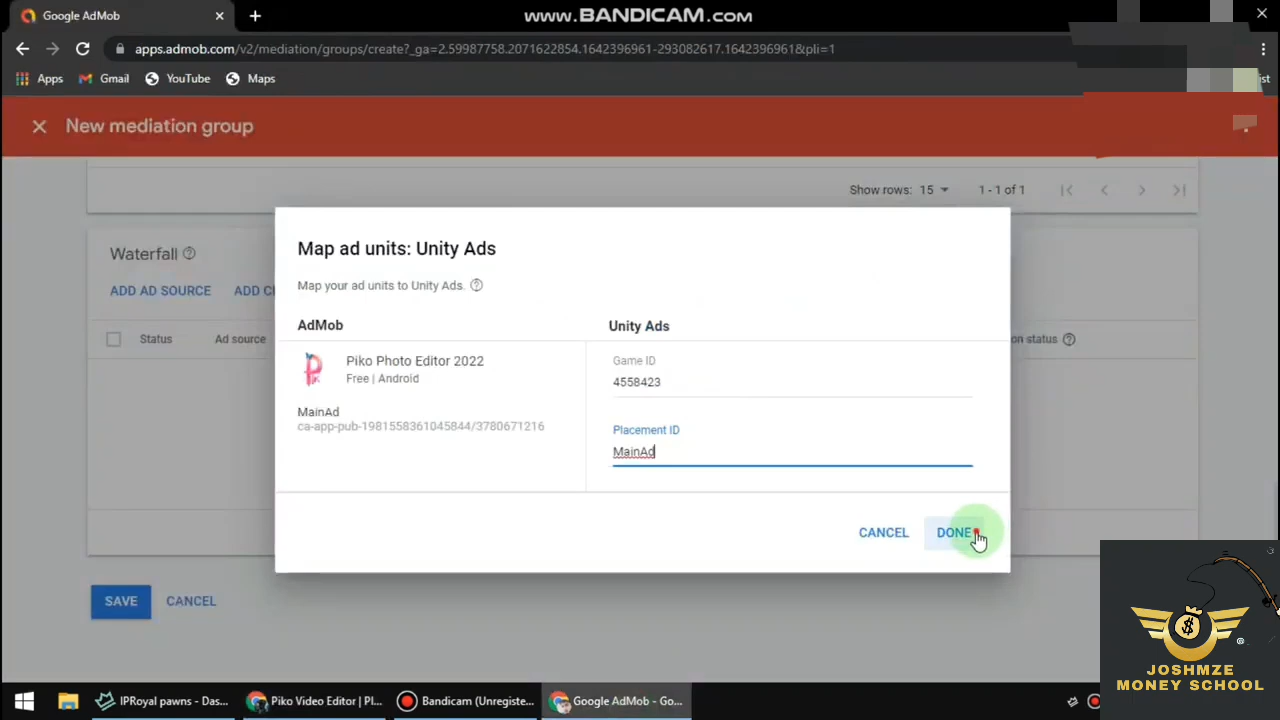 Google AdMob
www.BANDICAM.com
apps.admob.com/v2/mediation/groups/create?_ga=2.59987758.2071622854.1642396961-293082617.1642396961&pli=1
Apps Gmail YouTube Maps
New mediation group
Show rows: 15 1 - 1 of 1
Waterfall
ADD AD SOURCE
Status Ad source
Map ad units: Unity Ads
Map your ad units to Unity Ads.
AdMob Unity Ads
Piko Photo Editor 2022
Free | Android
MainAd
ca-app-pub-1981558361045844/3780671216
Game ID
4558423
Placement ID
MainAd
CANCEL DONE
SAVE CANCEL
JOSHMZE
MONEY SCHOOL
IPRoyal pawns - Das... Piko Video Editor | Pl... Bandicam (Unregiste... Google AdMob - Go...